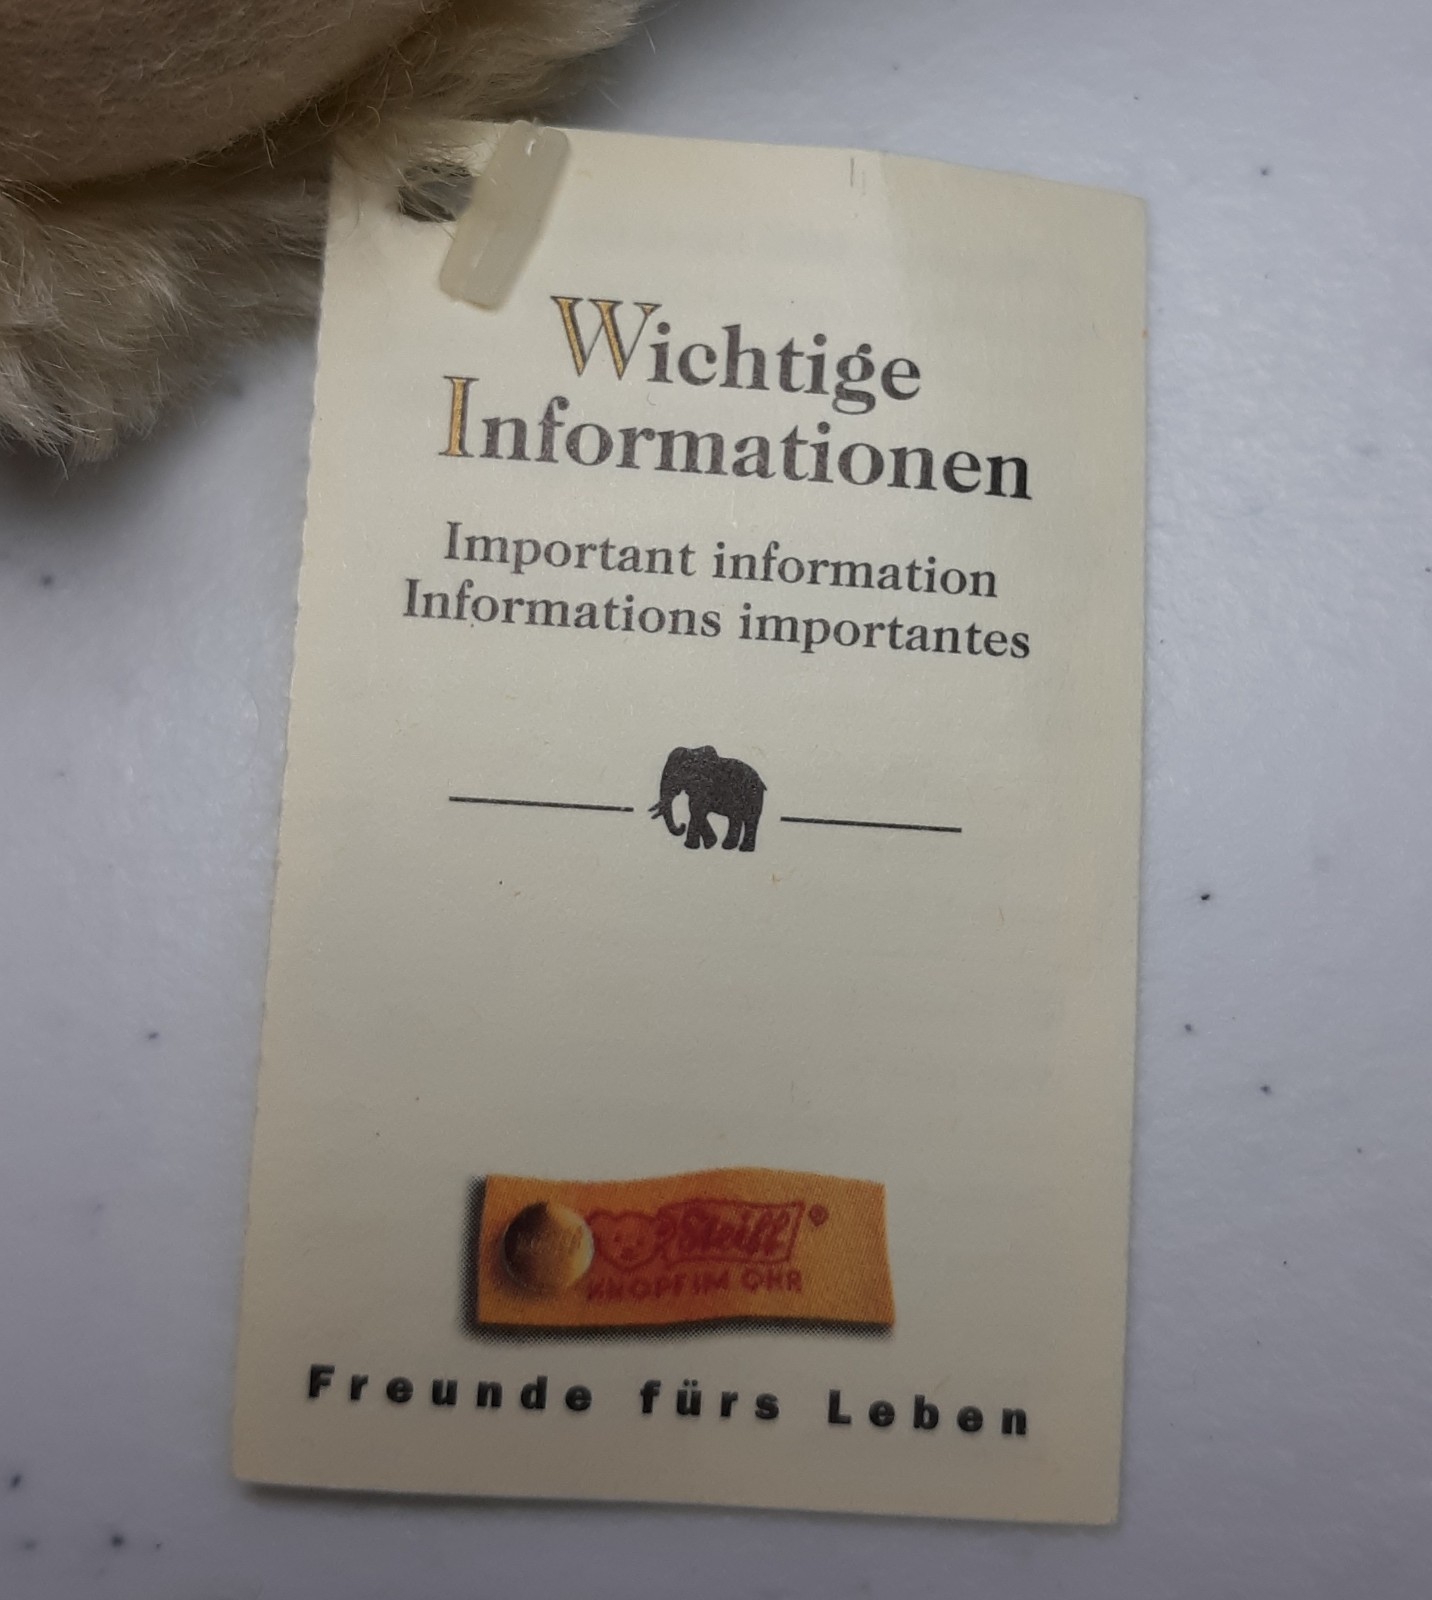 Wichtige
Informationen
Important information
Informations importantes
Steiff ®
KNOPF IM OHR
Freunde fürs Leben